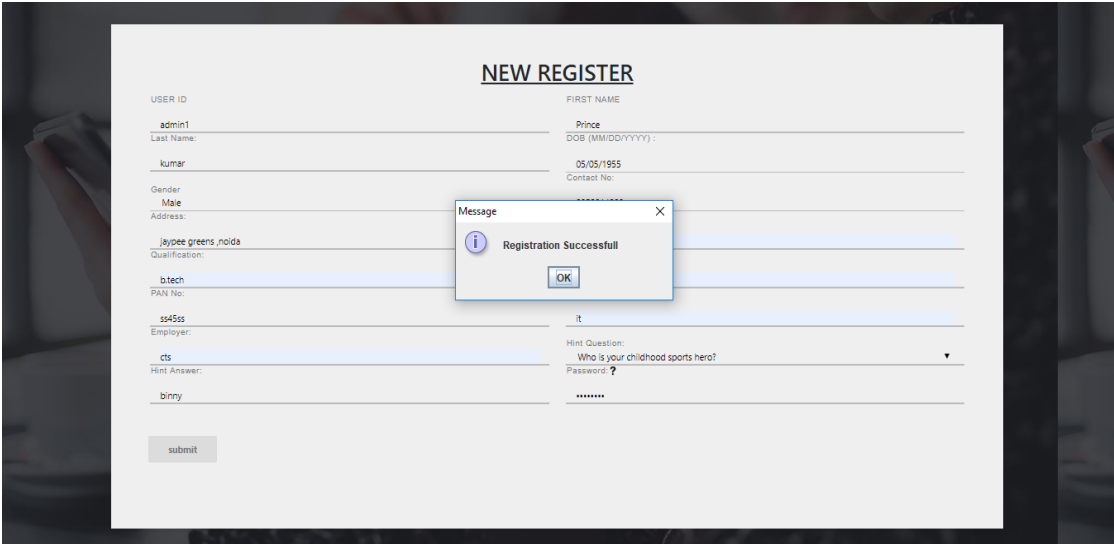 NEW REGISTER
USER ID
FIRST NAME
admin1
Prince
Last Name:
DOB (MM/DD/YYYY) :
kumar
05/05/1955
Contact No:
Gender
Male
Message
Address:
Registration Successfull
jaypee greens ,noida
Qualification:
OK
b.tech
PAN No:
ss45ss
it
Employer:
Hint Question:
cts
Who is your childhood sports hero?
Hint Answer:
Password: ?
binny
••••••••
submit